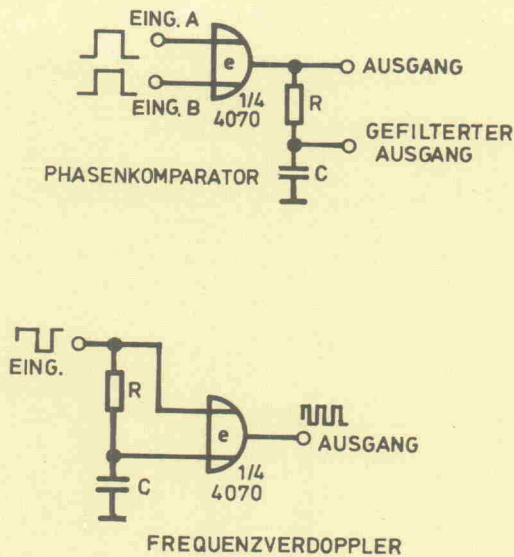 EING. A
e
EING. B
1/4
4070
AUSGANG
R
GEFILTERTER
AUSGANG
C
PHASENKOMPARATOR
EING.
R
e
AUSGANG
C
1/4
4070
FREQUENZVERDOPPLER